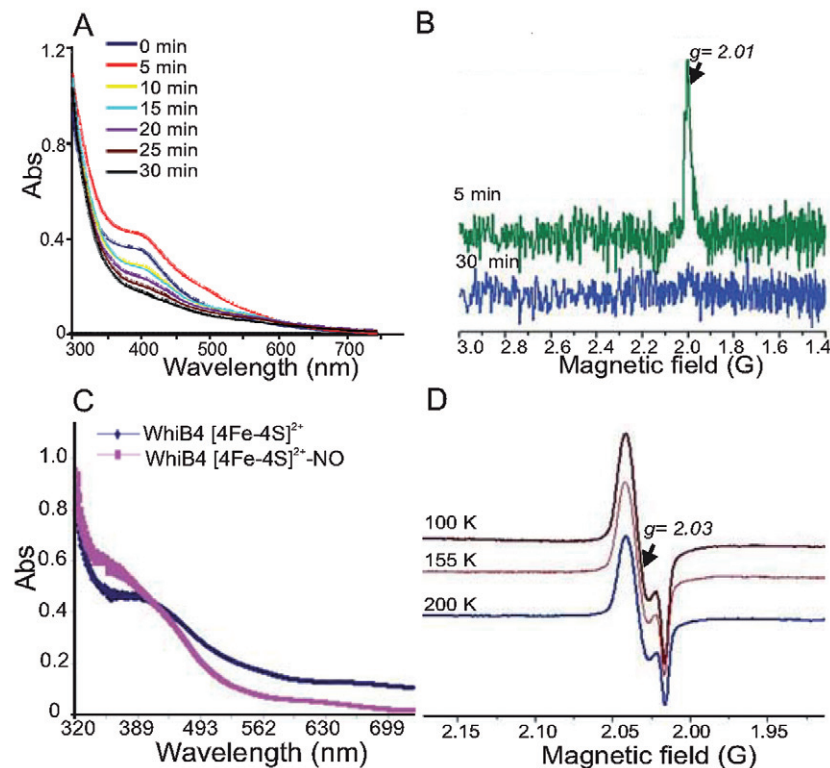 A
0 min
5 min
10 min
15 min
20 min
25 min
30 min
1.2
0.8
0.4
0
Abs
300 400 500 600 700
Wavelength (nm)
B
g= 2.01
5 min
30 min
3.0 2.8 2.6 2.4 2.2 2.0 1.8 1.6 1.4
Magnetic field (G)
C
WhiB4 [4Fe-4S]²⁺
WhiB4 [4Fe-4S]²⁺-NO
1.0
0.8
0.6
0.4
0.2
0
Abs
320 389 493 562 630 699
Wavelength (nm)
D
100 K
155 K
200 K
g= 2.03
2.15 2.10 2.05 2.00 1.95
Magnetic field (G)